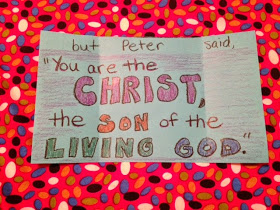 but Peter said,
"You are the
CHRIST,
the SON of the
LIVING GOD."